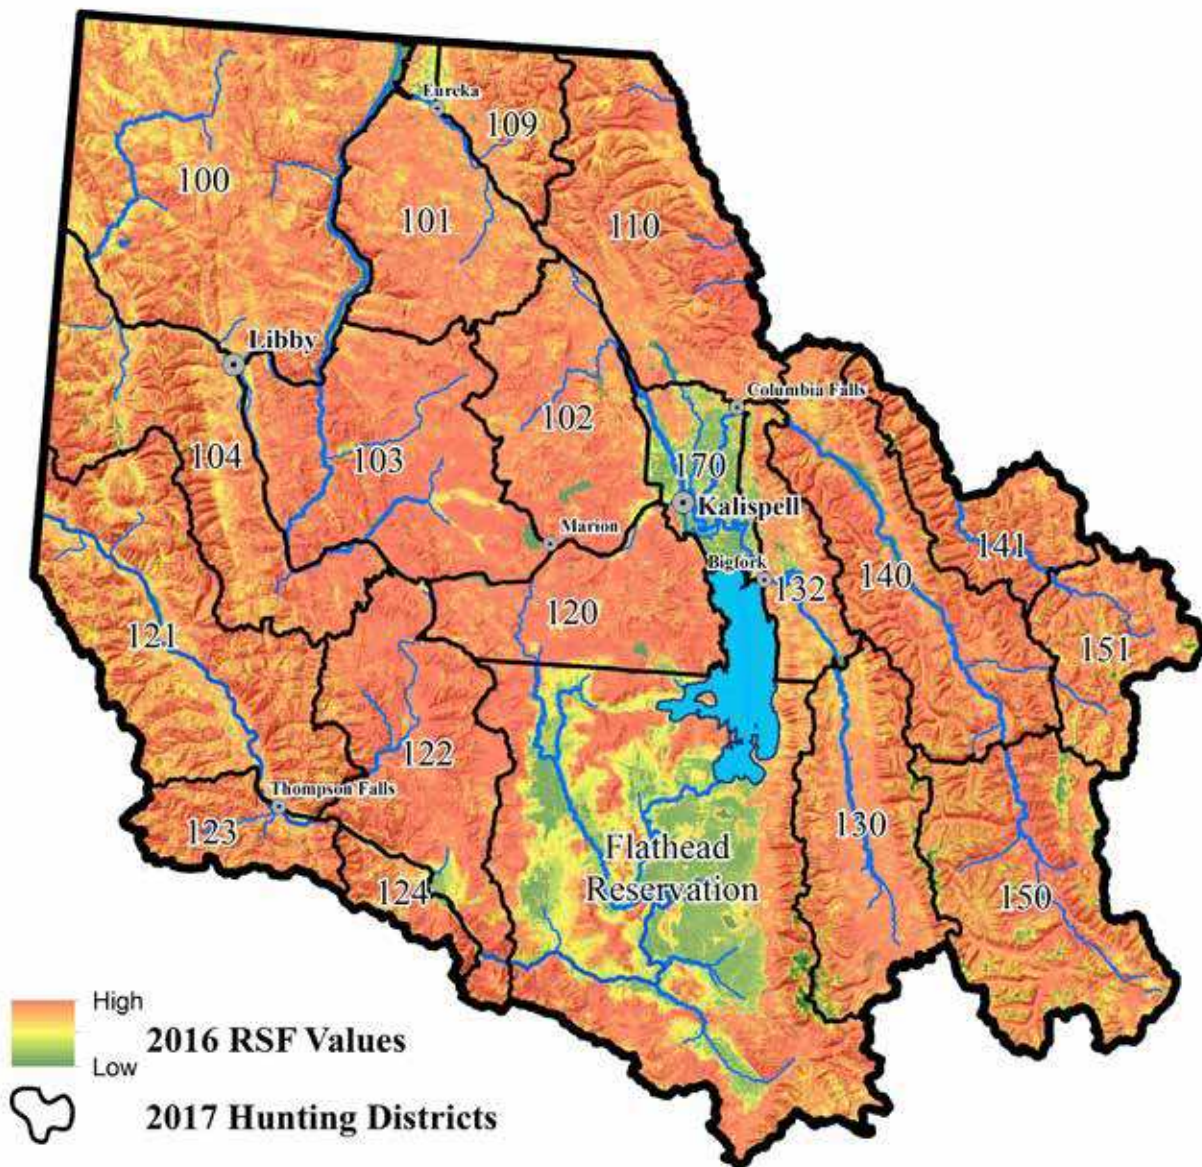 Eureka
109
100
101
110
Libby
Columbia Falls
102
104
103
170
Kalispell
Marion
141
Bigfork
140
132
120
151
121
122
Thompson Falls
123
130
Flathead
Reservation
124
150
High
2016 RSF Values
Low
2017 Hunting Districts